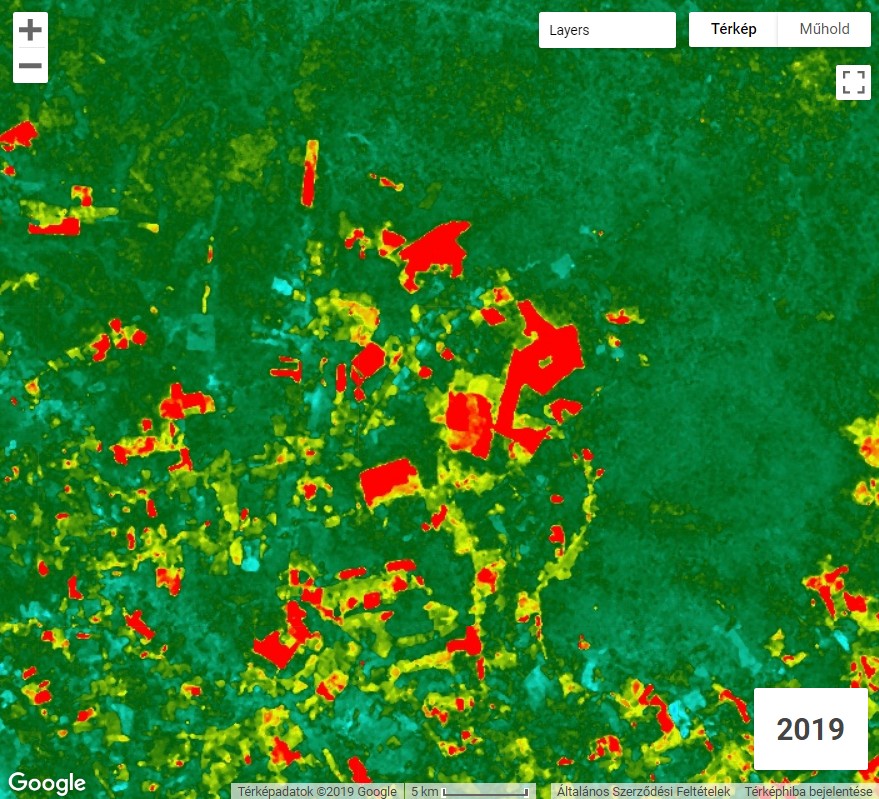 Layers
Térkép Műhold
2019
Google
Térképadatok ©2019 Google 5 km Általános Szerződési Feltételek Térképhiba bejelentése